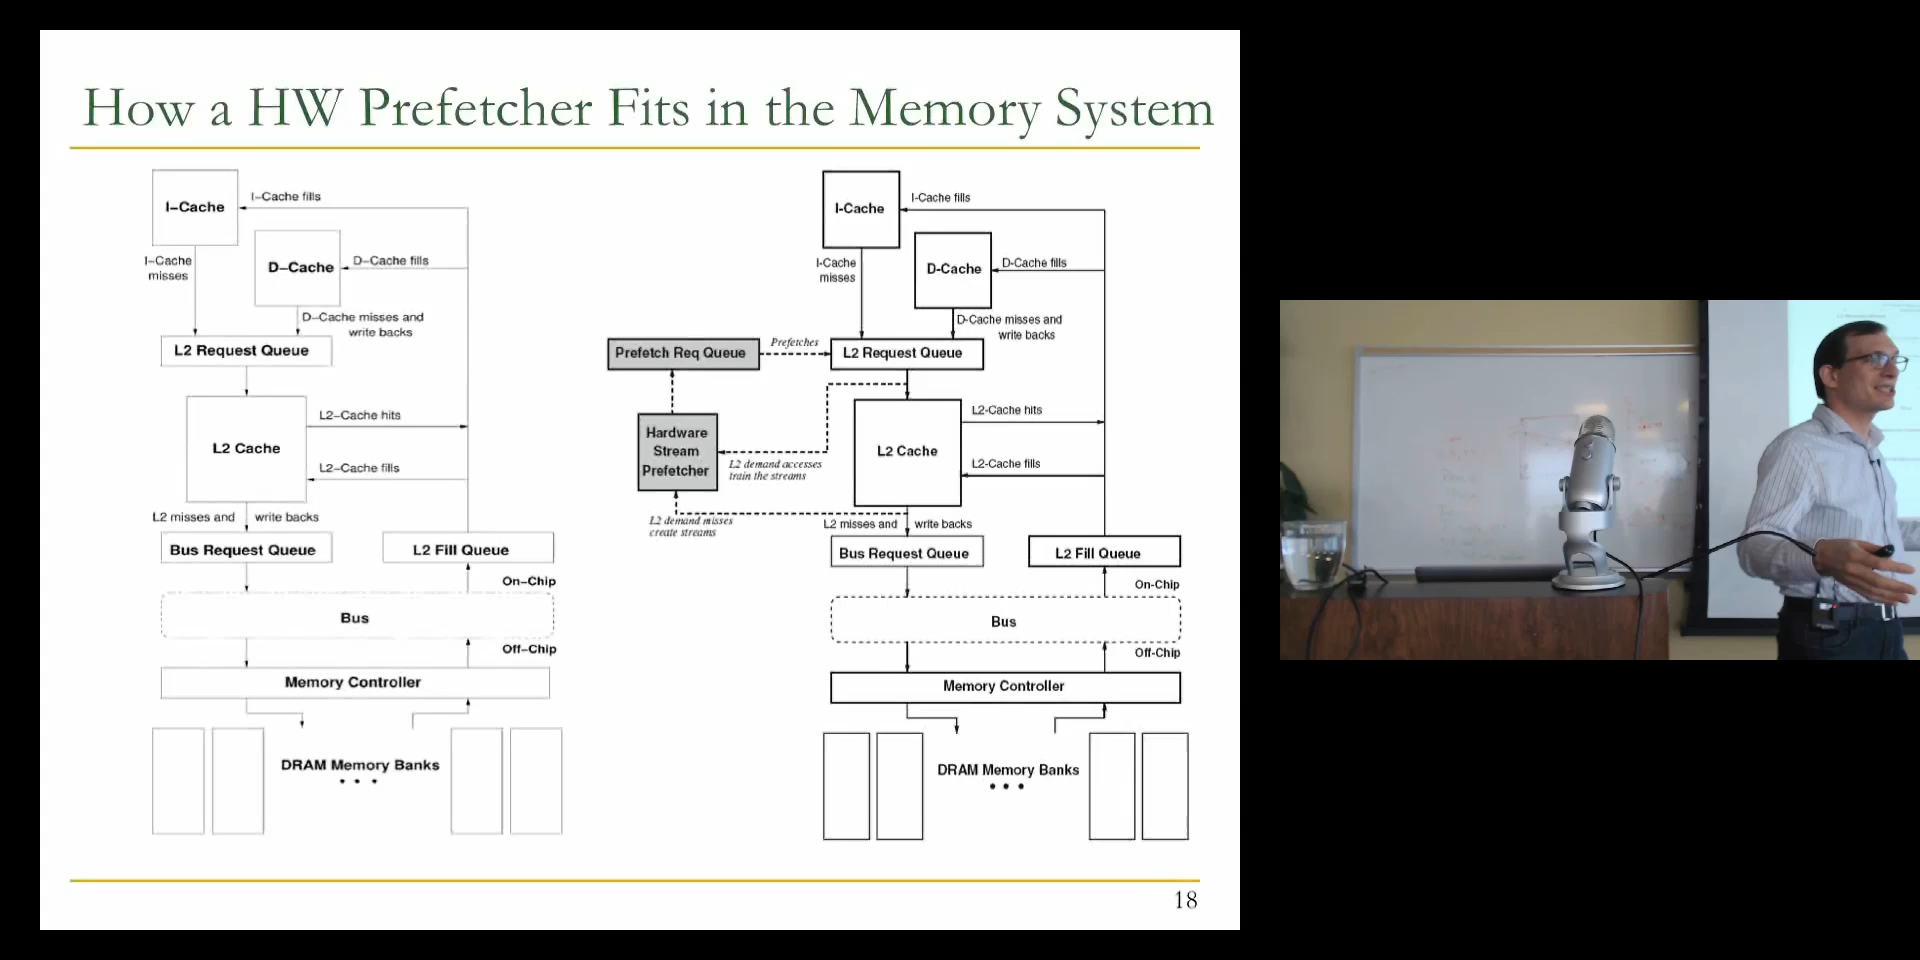 How a HW Prefetcher Fits in the Memory System
I–Cache
I–Cache fills
I–Cache
misses
D–Cache
D–Cache fills
D–Cache misses and
write backs
L2 Request Queue
L2 Cache
L2–Cache hits
L2–Cache fills
L2 misses and
write backs
Bus Request Queue
L2 Fill Queue
On–Chip
Bus
Off–Chip
Memory Controller
DRAM Memory Banks
• • •
I-Cache
I-Cache fills
I-Cache
misses
D-Cache
D-Cache fills
D-Cache misses and
write backs
Prefetch Req Queue
Prefetches
L2 Request Queue
Hardware
Stream
Prefetcher
L2 demand accesses
train the streams
L2 Cache
L2-Cache hits
L2-Cache fills
L2 demand misses
create streams
L2 misses and
write backs
Bus Request Queue
L2 Fill Queue
On-Chip
Bus
Off-Chip
Memory Controller
DRAM Memory Banks
• • •
18